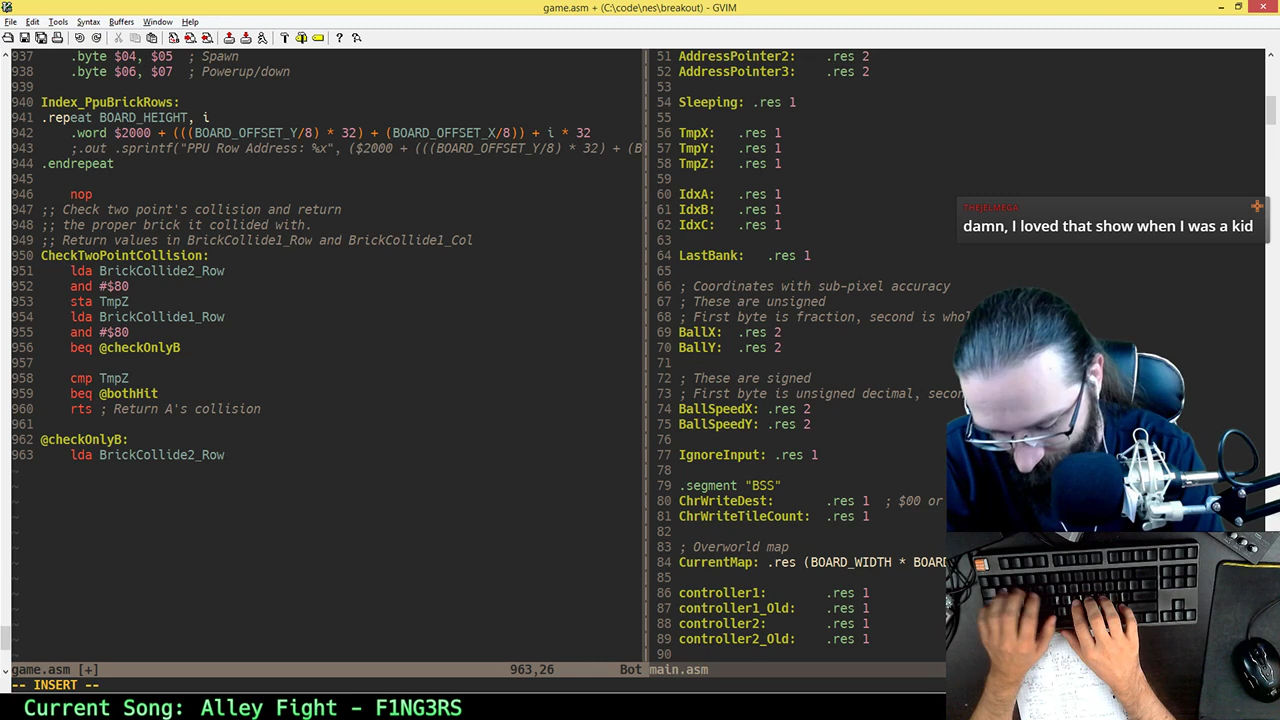 game.asm + (C:\code\nes\breakout) - GVIM
File Edit Tools Syntax Buffers Window Help
937 .byte $04, $05 ; Spawn
938 .byte $06, $07 ; Powerup/down
939
940 Index_PpuBrickRows:
941 .repeat BOARD_HEIGHT, i
942 .word $2000 + (((BOARD_OFFSET_Y/8) * 32) + (BOARD_OFFSET_X/8)) + i * 32
943 ;.out .sprintf("PPU Row Address: %x", ($2000 + (((BOARD_OFFSET_Y/8) * 32) + (B
944 .endrepeat
945
946 nop
947 ;; Check two point's collision and return
948 ;; the proper brick it collided with.
949 ;; Return values in BrickCollide1_Row and BrickCollide1_Col
950 CheckTwoPointCollision:
951 lda BrickCollide2_Row
952 and #$80
953 sta TmpZ
954 lda BrickCollide1_Row
955 and #$80
956 beq @checkOnlyB
957
958 cmp TmpZ
959 beq @bothHit
960 rts ; Return A's collision
961
962 @checkOnlyB:
963 lda BrickCollide2_Row
~
~
~
~
~
~
~
~
~
~
~
~
game.asm [+] 963,26 Bot
-- INSERT --
51 AddressPointer2: .res 2
52 AddressPointer3: .res 2
53
54 Sleeping: .res 1
55
56 TmpX: .res 1
57 TmpY: .res 1
58 TmpZ: .res 1
59
60 IdxA: .res 1
61 IdxB: .res 1
62 IdxC: .res 1
63
64 LastBank: .res 1
65
66 ; Coordinates with sub-pixel accuracy
67 ; These are unsigned
68 ; First byte is fraction, second is whol
69 BallX: .res 2
70 BallY: .res 2
71
72 ; These are signed
73 ; First byte is unsigned decimal, secon
74 BallSpeedX: .res 2
75 BallSpeedY: .res 2
76
77 IgnoreInput: .res 1
78
79 .segment "BSS"
80 ChrWriteDest: .res 1 ; $00 or
81 ChrWriteTileCount: .res 1
82
83 ; Overworld map
84 CurrentMap: .res (BOARD_WIDTH * BOARD
85
86 controller1: .res 1
87 controller1_Old: .res 1
88 controller2: .res 1
89 controller2_Old: .res 1
90
main.asm
THEJELMEGA
damn, I loved that show when I was a kid
Current Song: Alley Fight - F1NG3RS